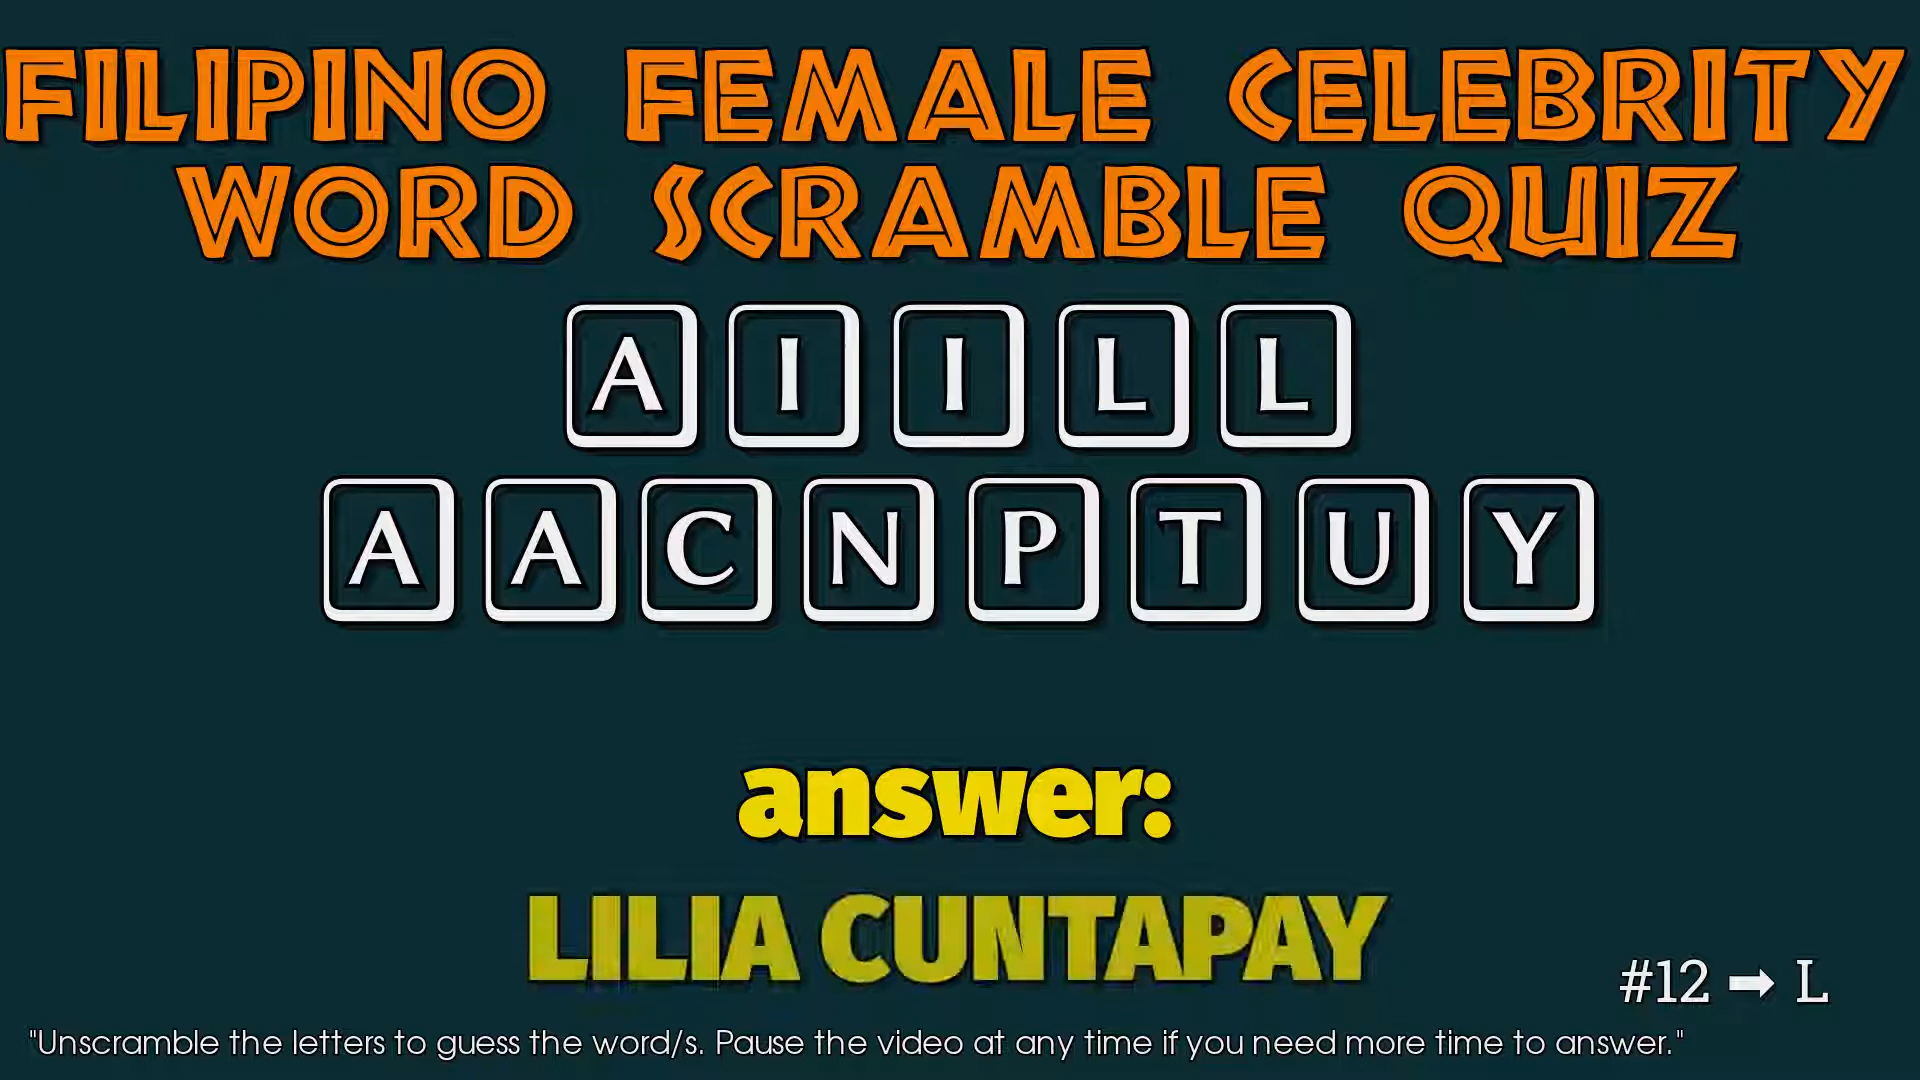 FILIPINO FEMALE CELEBRITY
WORD SCRAMBLE QUIZ
A I I L L
A A C N P T U Y
answer:
LILIA CUNTAPAY
#12 ➡ L
"Unscramble the letters to guess the word/s. Pause the video at any time if you need more time to answer."